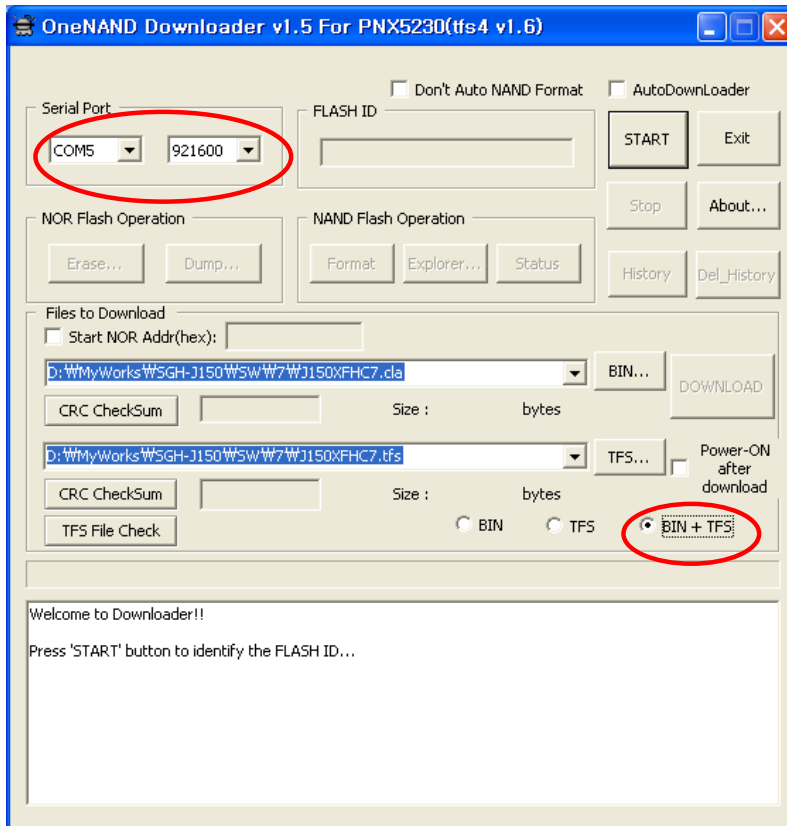 OneNAND Downloader v1.5 For PNX5230(tfs4 v1.6)
Don't Auto NAND Format
AutoDownLoader
Serial Port
COM5
921600
FLASH ID
START
Exit
Stop
About...
NOR Flash Operation
Erase...
Dump...
NAND Flash Operation
Format
Explorer...
Status
History
Del_History
Files to Download
Start NOR Addr(hex):
D:₩MyWorks₩SGH-J150₩SW₩7₩J150XFHC7.cla
BIN...
DOWNLOAD
CRC CheckSum
Size :
bytes
D:₩MyWorks₩SGH-J150₩SW₩7₩J150XFHC7.tfs
TFS...
Power-ON
after
download
CRC CheckSum
Size :
bytes
TFS File Check
BIN
TFS
BIN + TFS
Welcome to Downloader!!
Press 'START' button to identify the FLASH ID...